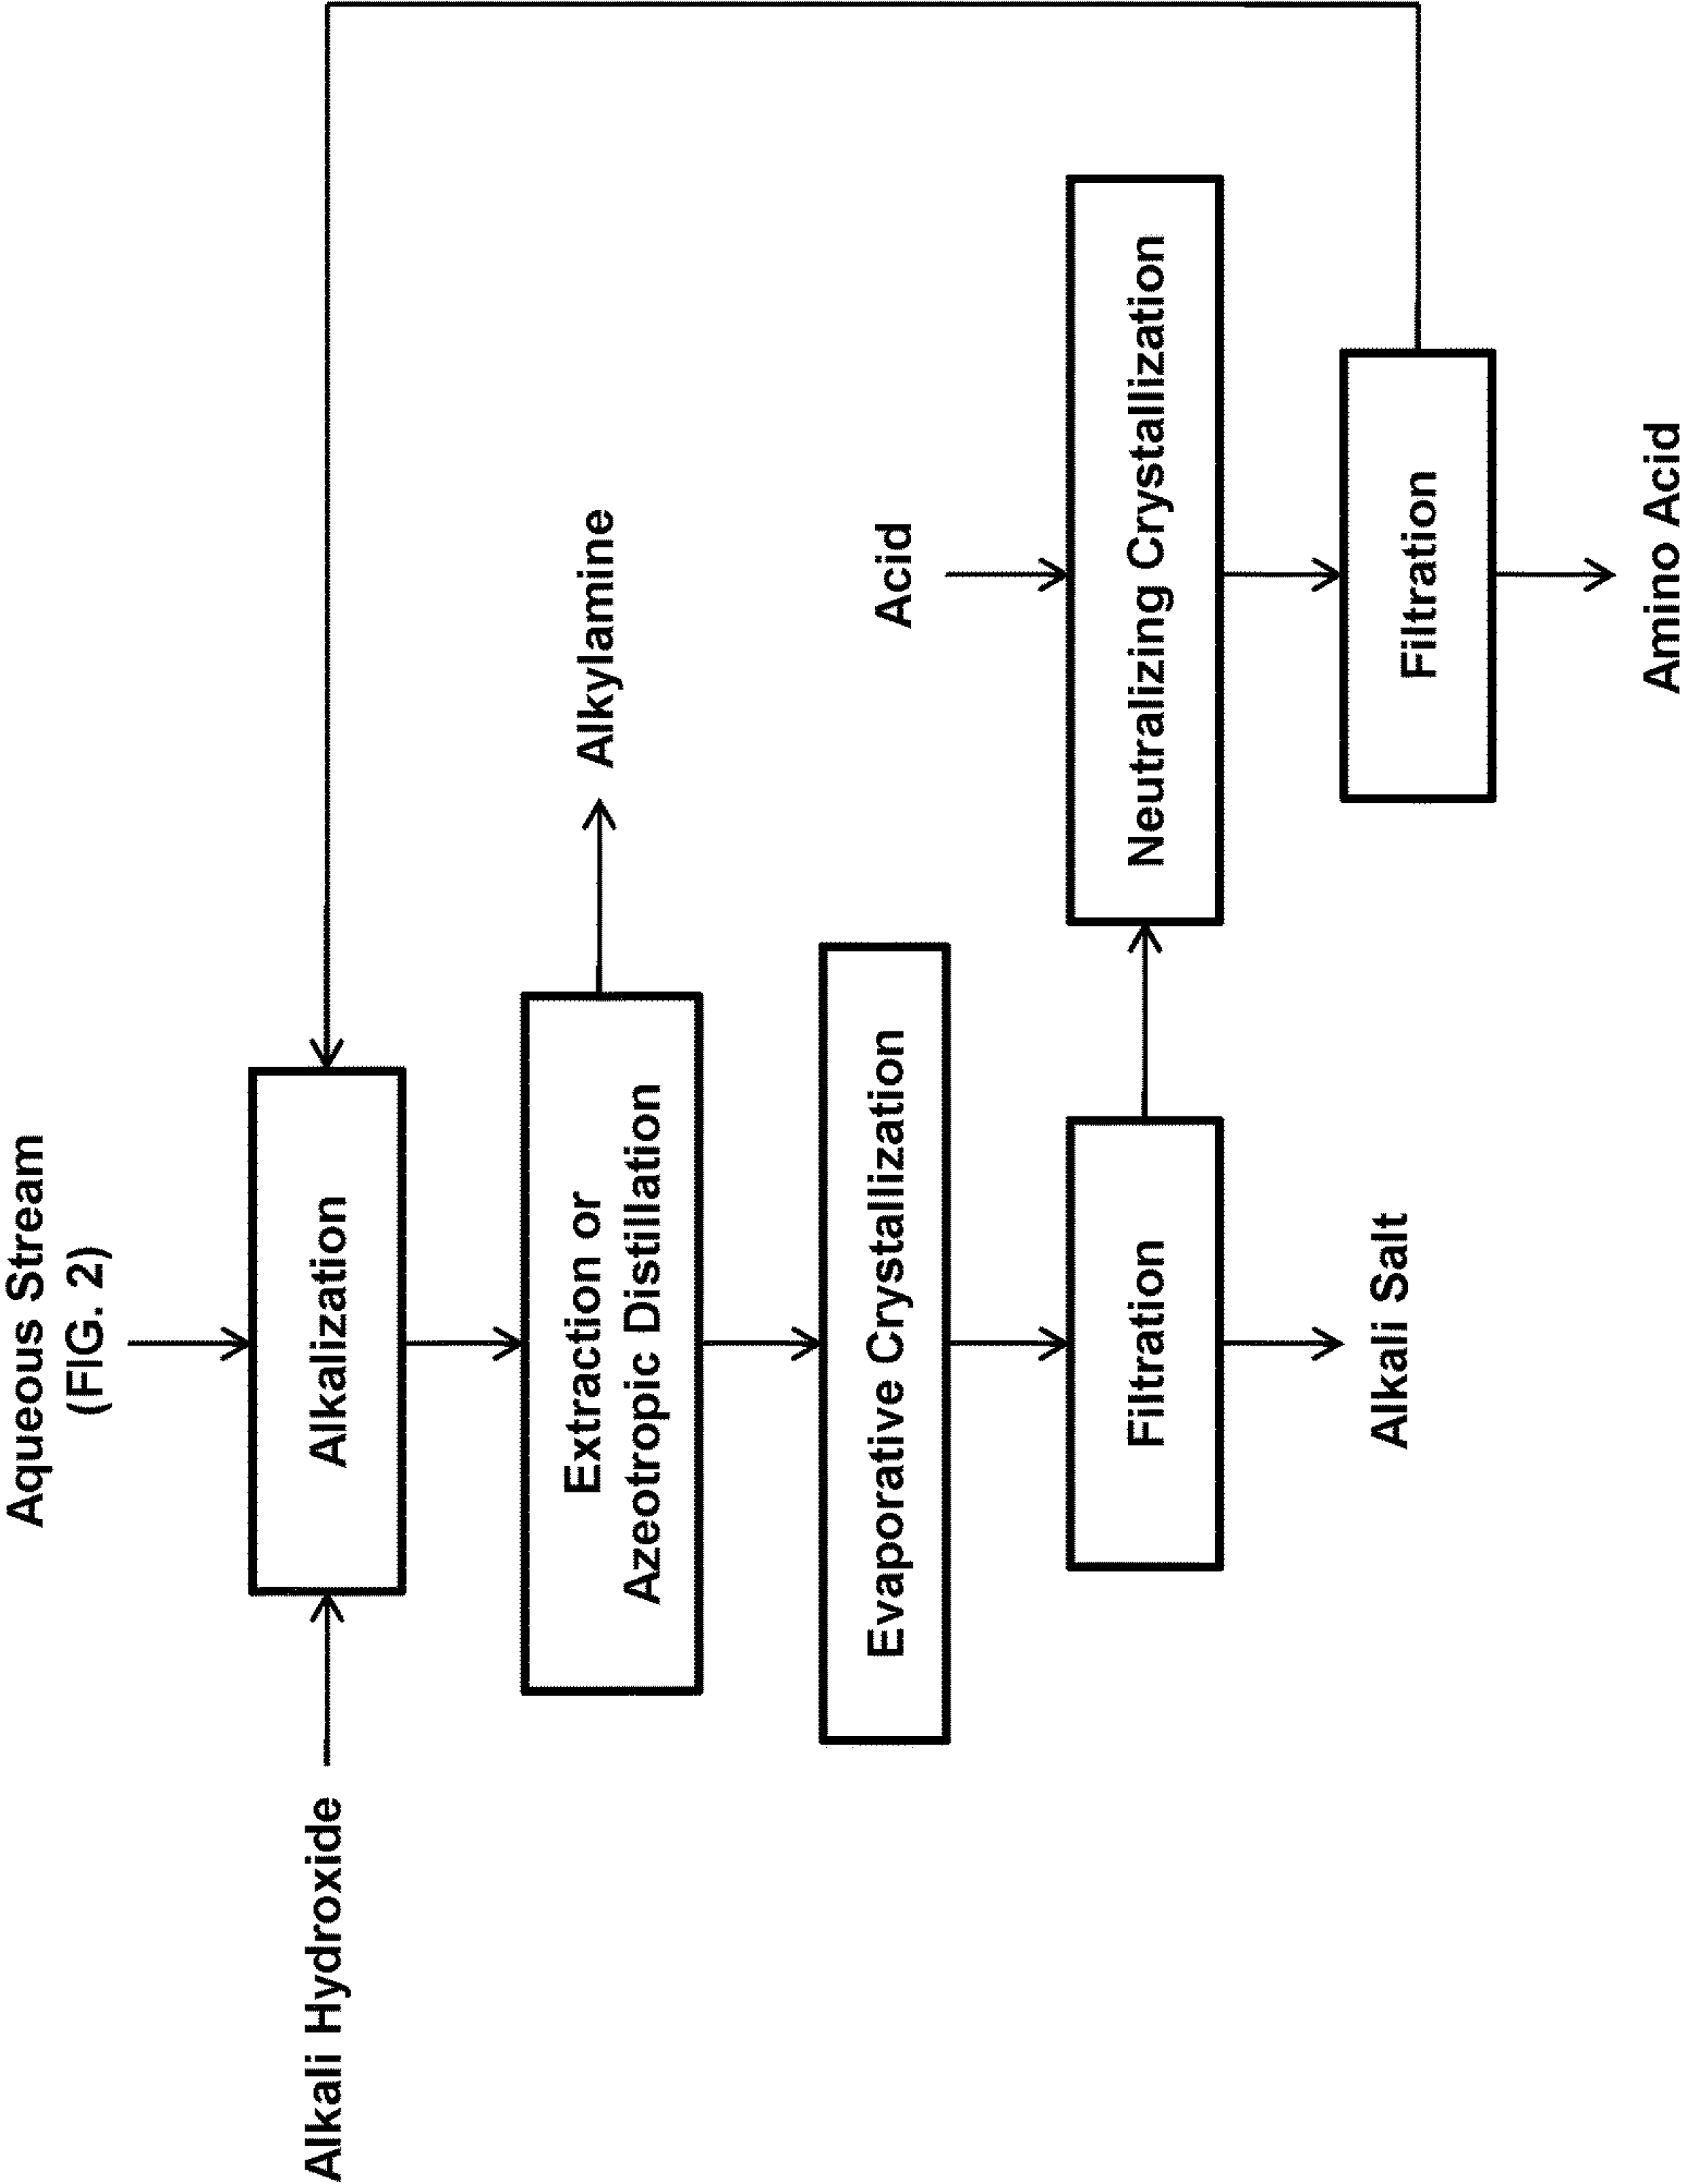 Aqueous Stream
(FIG. 2)
Alkali Hydroxide
Alkalization
Extraction or
Azeotropic Distillation
Alkylamine
Evaporative Crystallization
Filtration
Alkali Salt
Acid
Neutralizing Crystallization
Filtration
Amino Acid